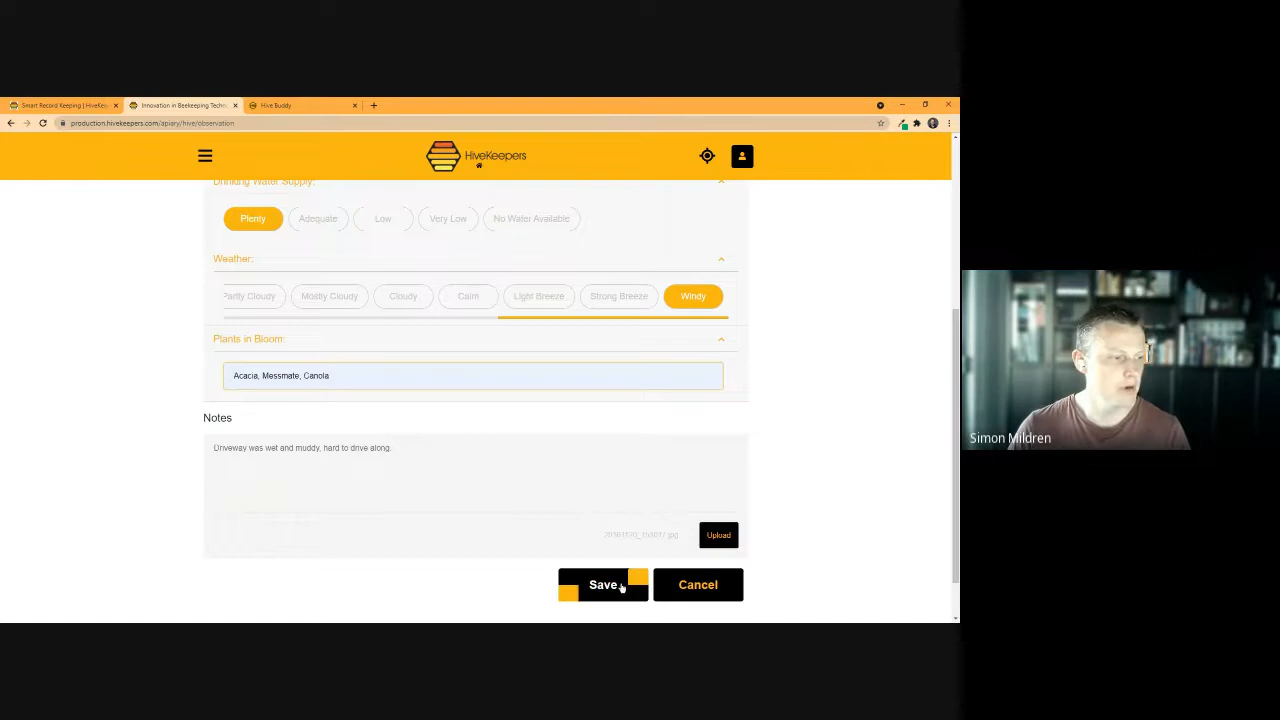 Smart Record Keeping | HiveKee
Innovation in Beekeeping Techn
Hive Buddy
production.hivekeepers.com/apiary/hive/observation
HiveKeepers
Drinking Water Supply:
Plenty
Adequate
Low
Very Low
No Water Available
Weather:
Partly Cloudy
Mostly Cloudy
Cloudy
Calm
Light Breeze
Strong Breeze
Windy
Plants in Bloom:
Acacia, Messmate, Canola
Notes
Driveway was wet and muddy, hard to drive along.
Upload
Save
Cancel
Simon Mildren